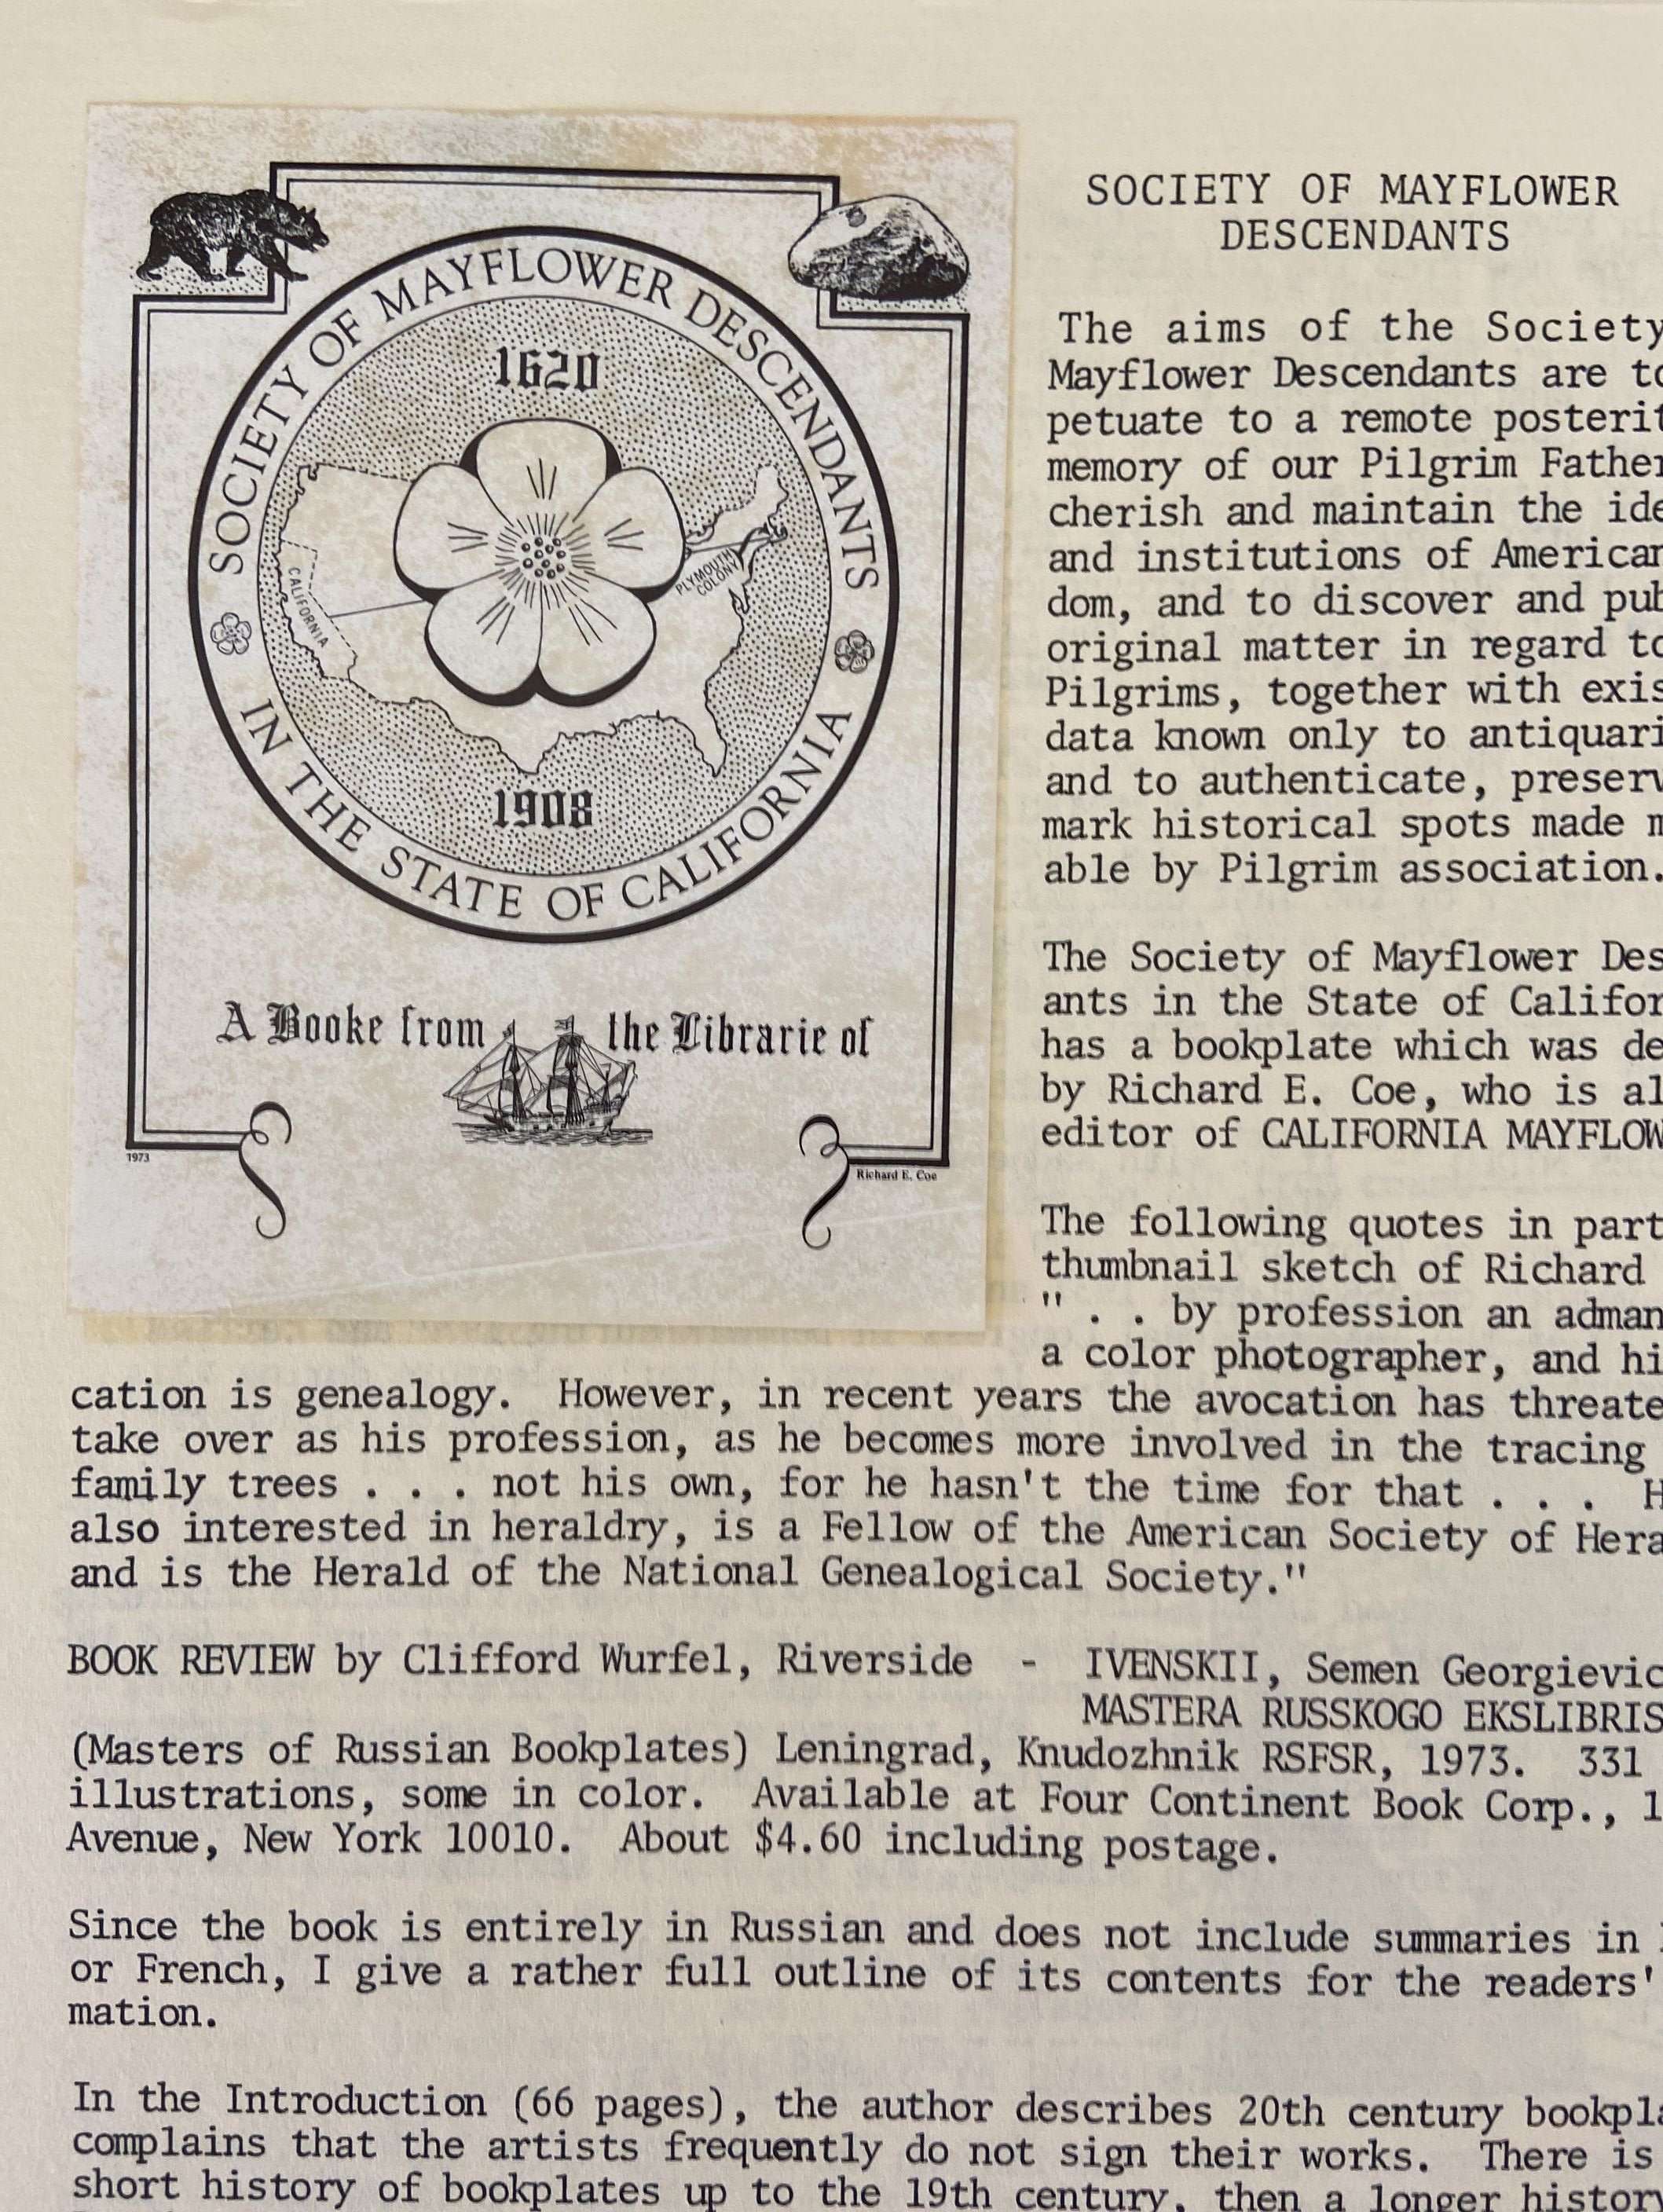 SOCIETY OF MAYFLOWER DESCENDANTS
IN THE STATE OF CALIFORNIA
1620
CALIFORNIA
PLYMOUTH
COLONY
1908
A Booke from the Librarie of
1973
Richard E. Coe
SOCIETY OF MAYFLOWER
DESCENDANTS
The aims of the Society
Mayflower Descendants are to
petuate to a remote posterit
memory of our Pilgrim Father
cherish and maintain the ide
and institutions of American
dom, and to discover and pub
original matter in regard to
Pilgrims, together with exis
data known only to antiquari
and to authenticate, preserv
mark historical spots made m
able by Pilgrim association.
The Society of Mayflower Des
ants in the State of Califor
has a bookplate which was de
by Richard E. Coe, who is al
editor of CALIFORNIA MAYFLOW
The following quotes in part
thumbnail sketch of Richard
" . . by profession an adman
a color photographer, and hi
cation is genealogy. However, in recent years the avocation has threate
take over as his profession, as he becomes more involved in the tracing
family trees . . . not his own, for he hasn't the time for that . . . H
also interested in heraldry, is a Fellow of the American Society of Hera
and is the Herald of the National Genealogical Society."
BOOK REVIEW by Clifford Wurfel, Riverside - IVENSKII, Semen Georgievic
MASTERA RUSSKOGO EKSLIBRIS
(Masters of Russian Bookplates) Leningrad, Knudozhnik RSFSR, 1973. 331
illustrations, some in color. Available at Four Continent Book Corp., 1
Avenue, New York 10010. About $4.60 including postage.
Since the book is entirely in Russian and does not include summaries in
or French, I give a rather full outline of its contents for the readers'
mation.
In the Introduction (66 pages), the author describes 20th century bookpla
complains that the artists frequently do not sign their works. There is
short history of bookplates up to the 19th century, then a longer history